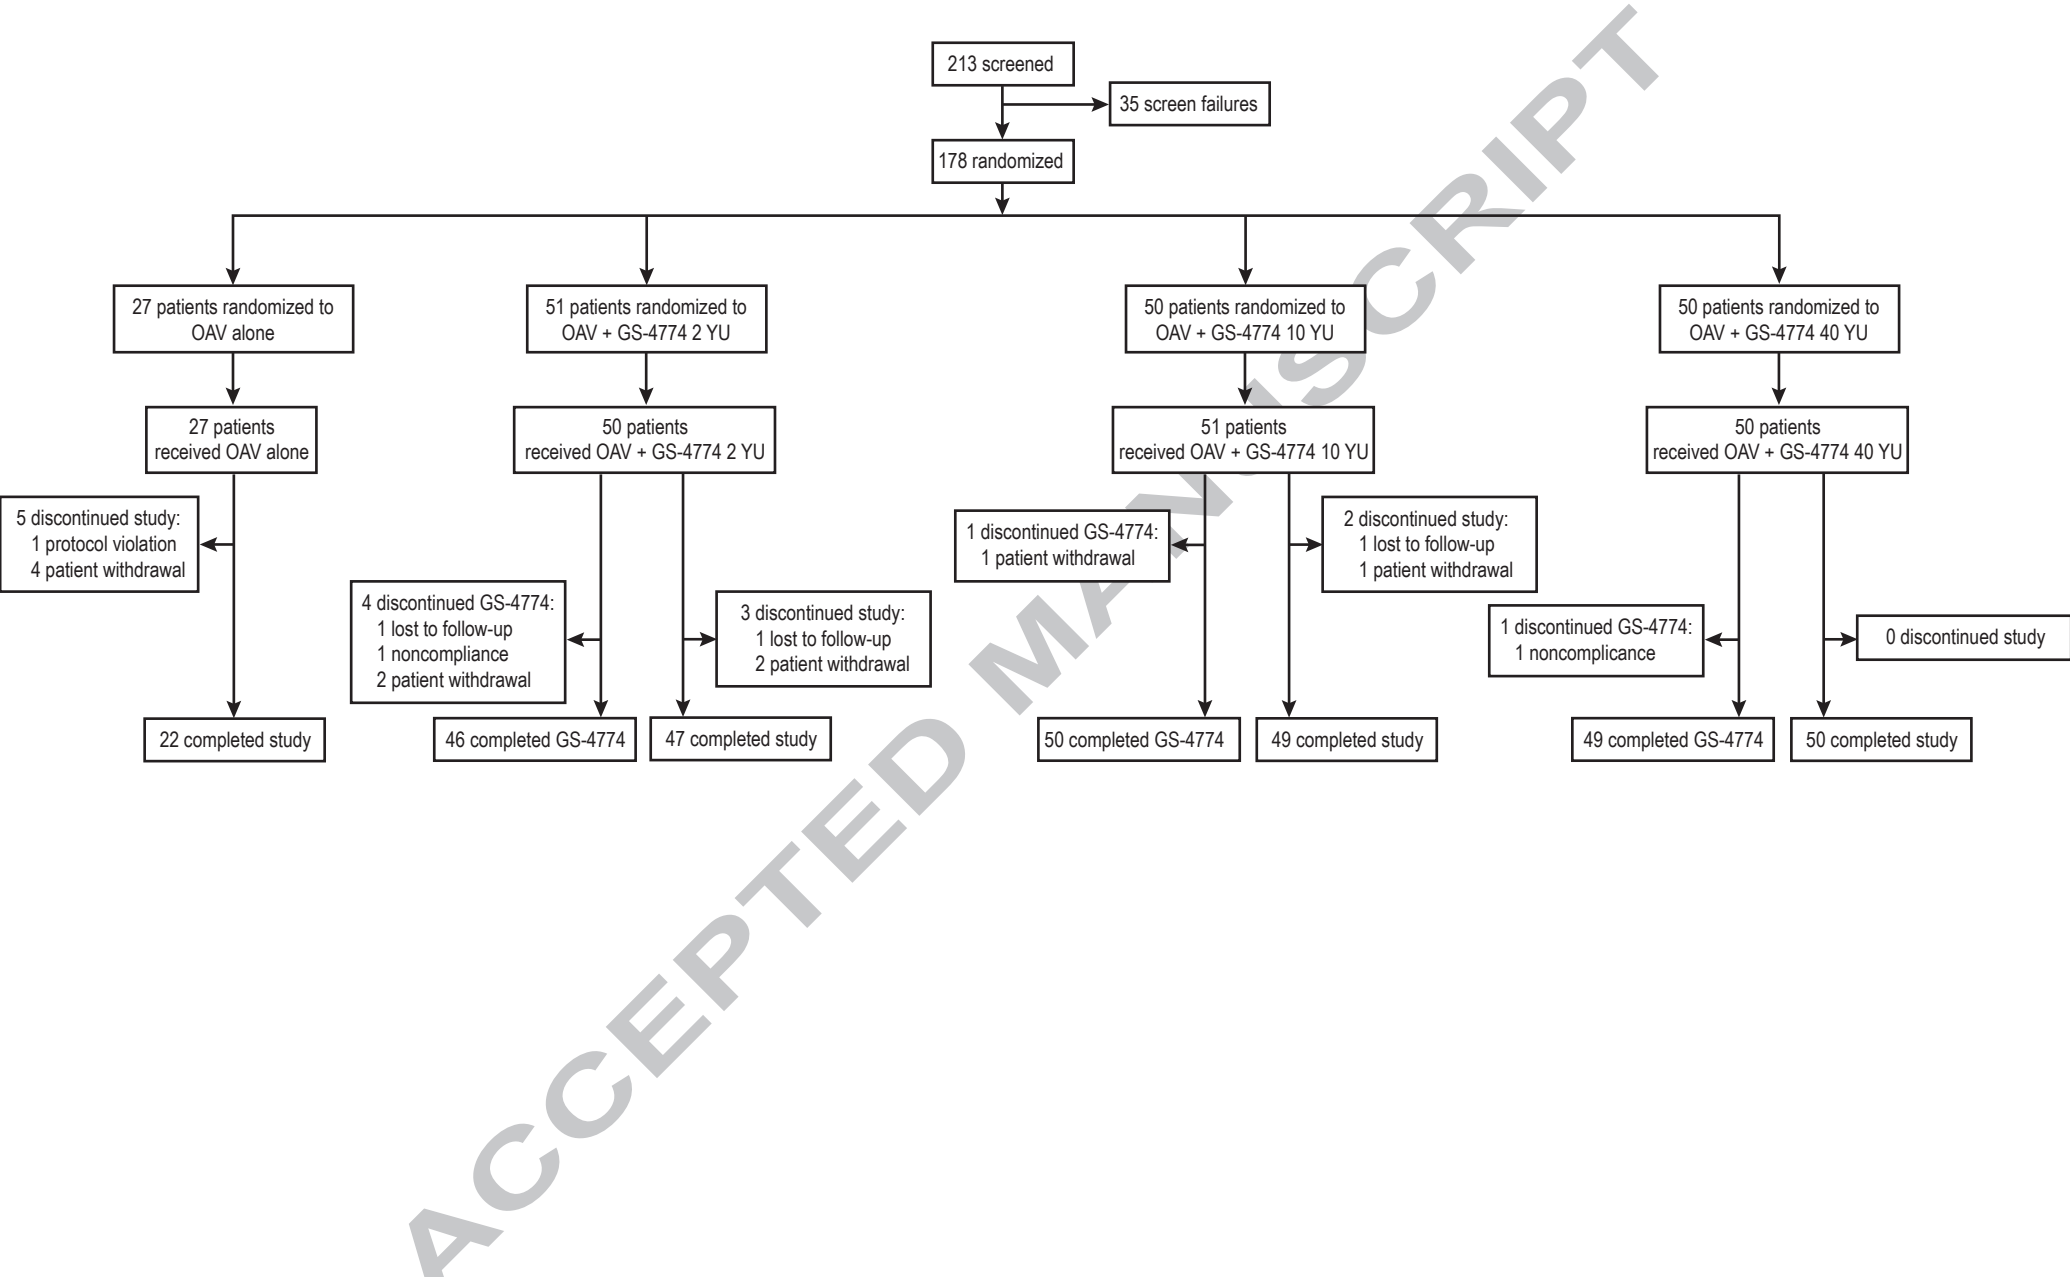 213 screened
35 screen failures
178 randomized
27 patients randomized to
OAV alone
51 patients randomized to
OAV + GS-4774 2 YU
50 patients randomized to
OAV + GS-4774 10 YU
50 patients randomized to
OAV + GS-4774 40 YU
27 patients
received OAV alone
50 patients
received OAV + GS-4774 2 YU
51 patients
received OAV + GS-4774 10 YU
50 patients
received OAV + GS-4774 40 YU
5 discontinued study:
1 protocol violation
4 patient withdrawal
4 discontinued GS-4774:
1 lost to follow-up
1 noncompliance
2 patient withdrawal
3 discontinued study:
1 lost to follow-up
2 patient withdrawal
1 discontinued GS-4774:
1 patient withdrawal
2 discontinued study:
1 lost to follow-up
1 patient withdrawal
1 discontinued GS-4774:
1 noncomplicance
0 discontinued study
22 completed study
46 completed GS-4774
47 completed study
50 completed GS-4774
49 completed study
49 completed GS-4774
50 completed study
ACCEPTED MANUSCRIPT